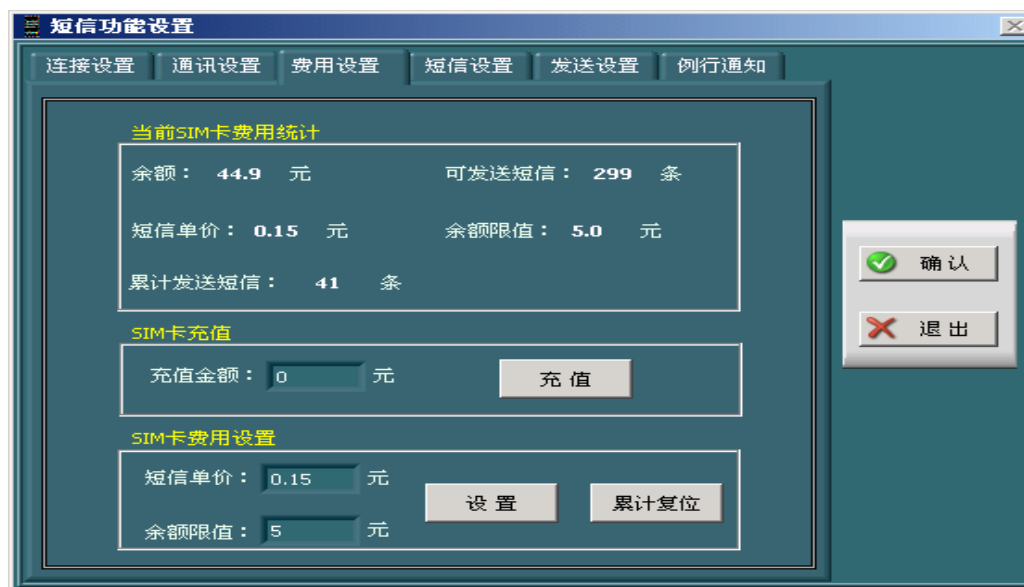 短信功能设置
连接设置 通讯设置 费用设置 短信设置 发送设置 例行通知
当前SIM卡费用统计
余额： 44.9 元 可发送短信： 299 条
短信单价： 0.15 元 余额限值： 5.0 元
累计发送短信： 41 条
确认
退出
SIM卡充值
充值金额： 0 元 充值
SIM卡费用设置
短信单价： 0.15 元
设置 累计复位
余额限值： 5 元